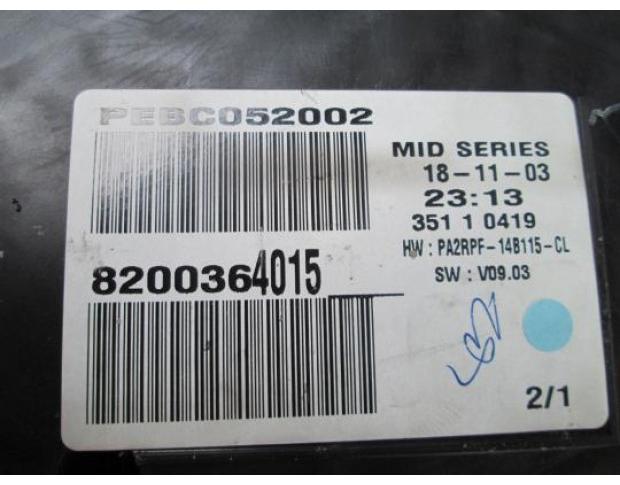 PEBC052002
MID SERIES
18-11-03
23:13
351 1 0419
HW : PA2RPF-14B115-CL
SW : V09.03
8200364015
2/1